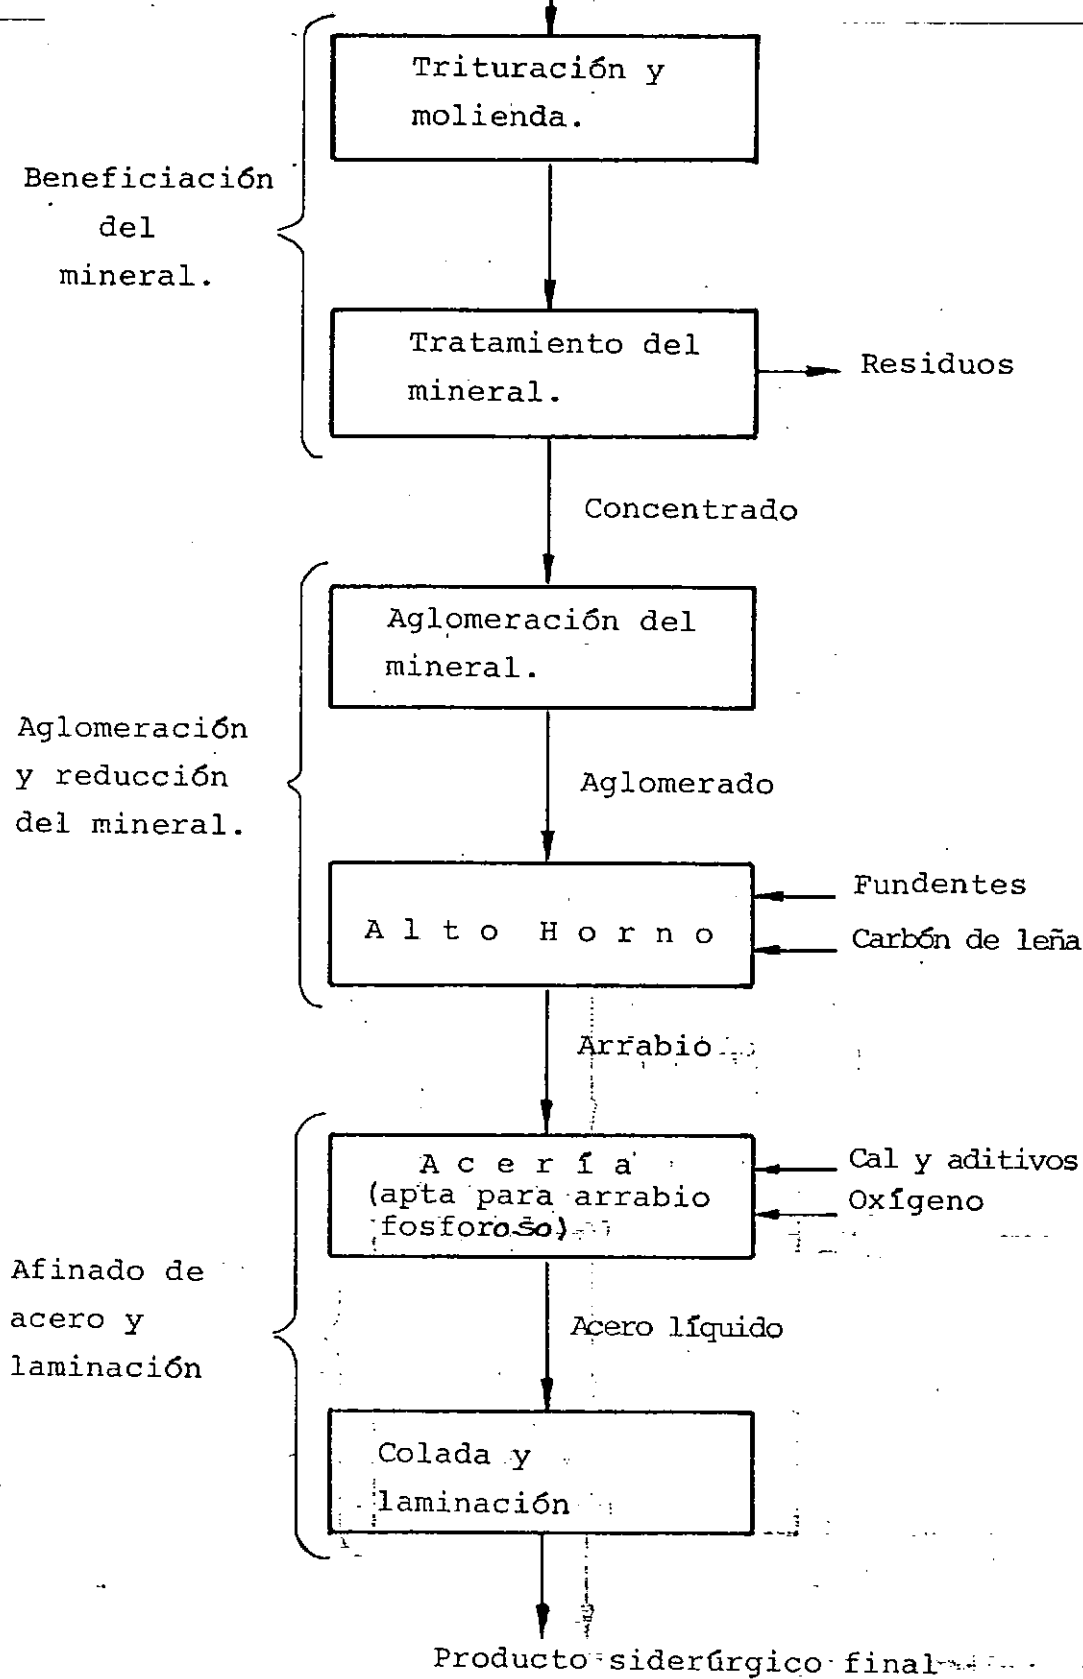 Trituración y
molienda.
Beneficiación
del
mineral.
Tratamiento del
mineral.
Residuos
Concentrado
Aglomeración del
mineral.
Aglomeración
y reducción
del mineral.
Aglomerado
Alto Horno
Fundentes
Carbón de leña
Arrabio
Acería
(apta para arrabio
fosforoso)
Cal y aditivos
Oxígeno
Afinado de
acero y
laminación
Acero líquido
Colada y
laminación
Producto siderúrgico final